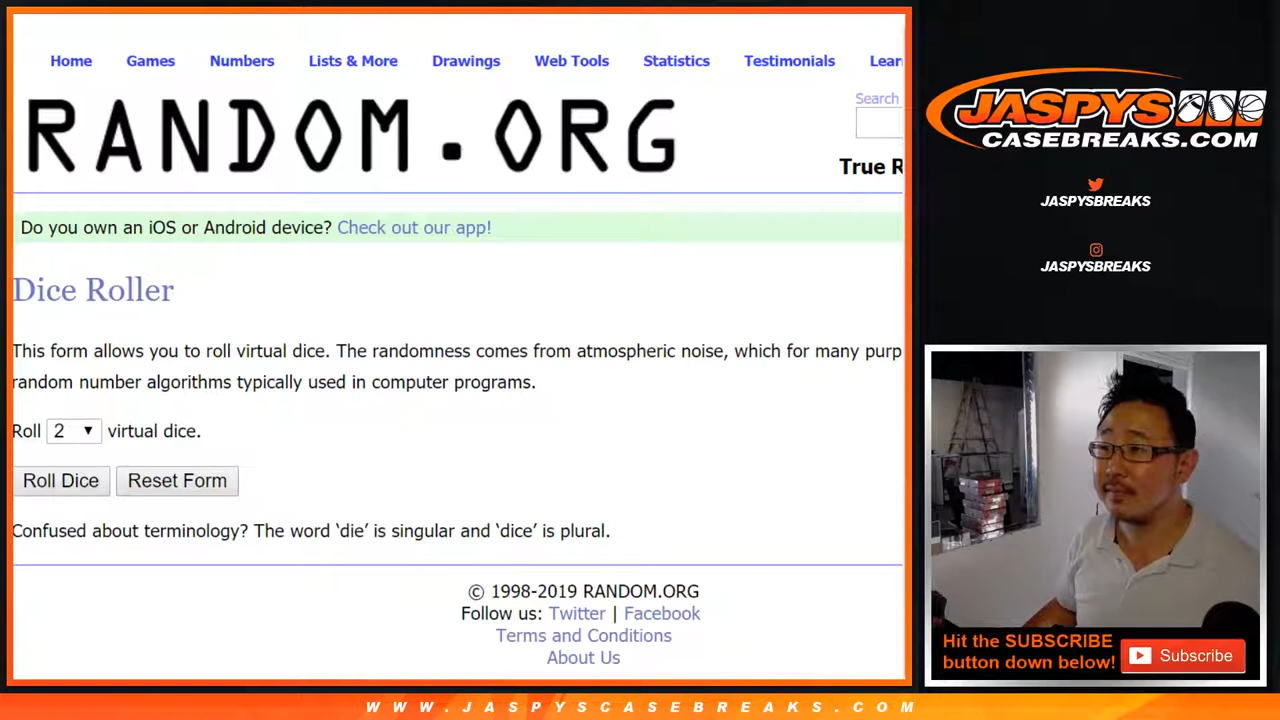 Home Games Numbers Lists & More Drawings Web Tools Statistics Testimonials Lear
RANDOM.ORG
Search
True R
Do you own an iOS or Android device? Check out our app!
Dice Roller
This form allows you to roll virtual dice. The randomness comes from atmospheric noise, which for many purp
random number algorithms typically used in computer programs.
Roll 2 virtual dice.
Roll Dice Reset Form
Confused about terminology? The word ‘die’ is singular and ‘dice’ is plural.
© 1998-2019 RANDOM.ORG
Follow us: Twitter | Facebook
Terms and Conditions
About Us
JASPYS
CASEBREAKS.COM
JASPYSBREAKS
JASPYSBREAKS
Hit the SUBSCRIBE
button down below!
Subscribe
WWW.JASPYSCASEBREAKS.COM